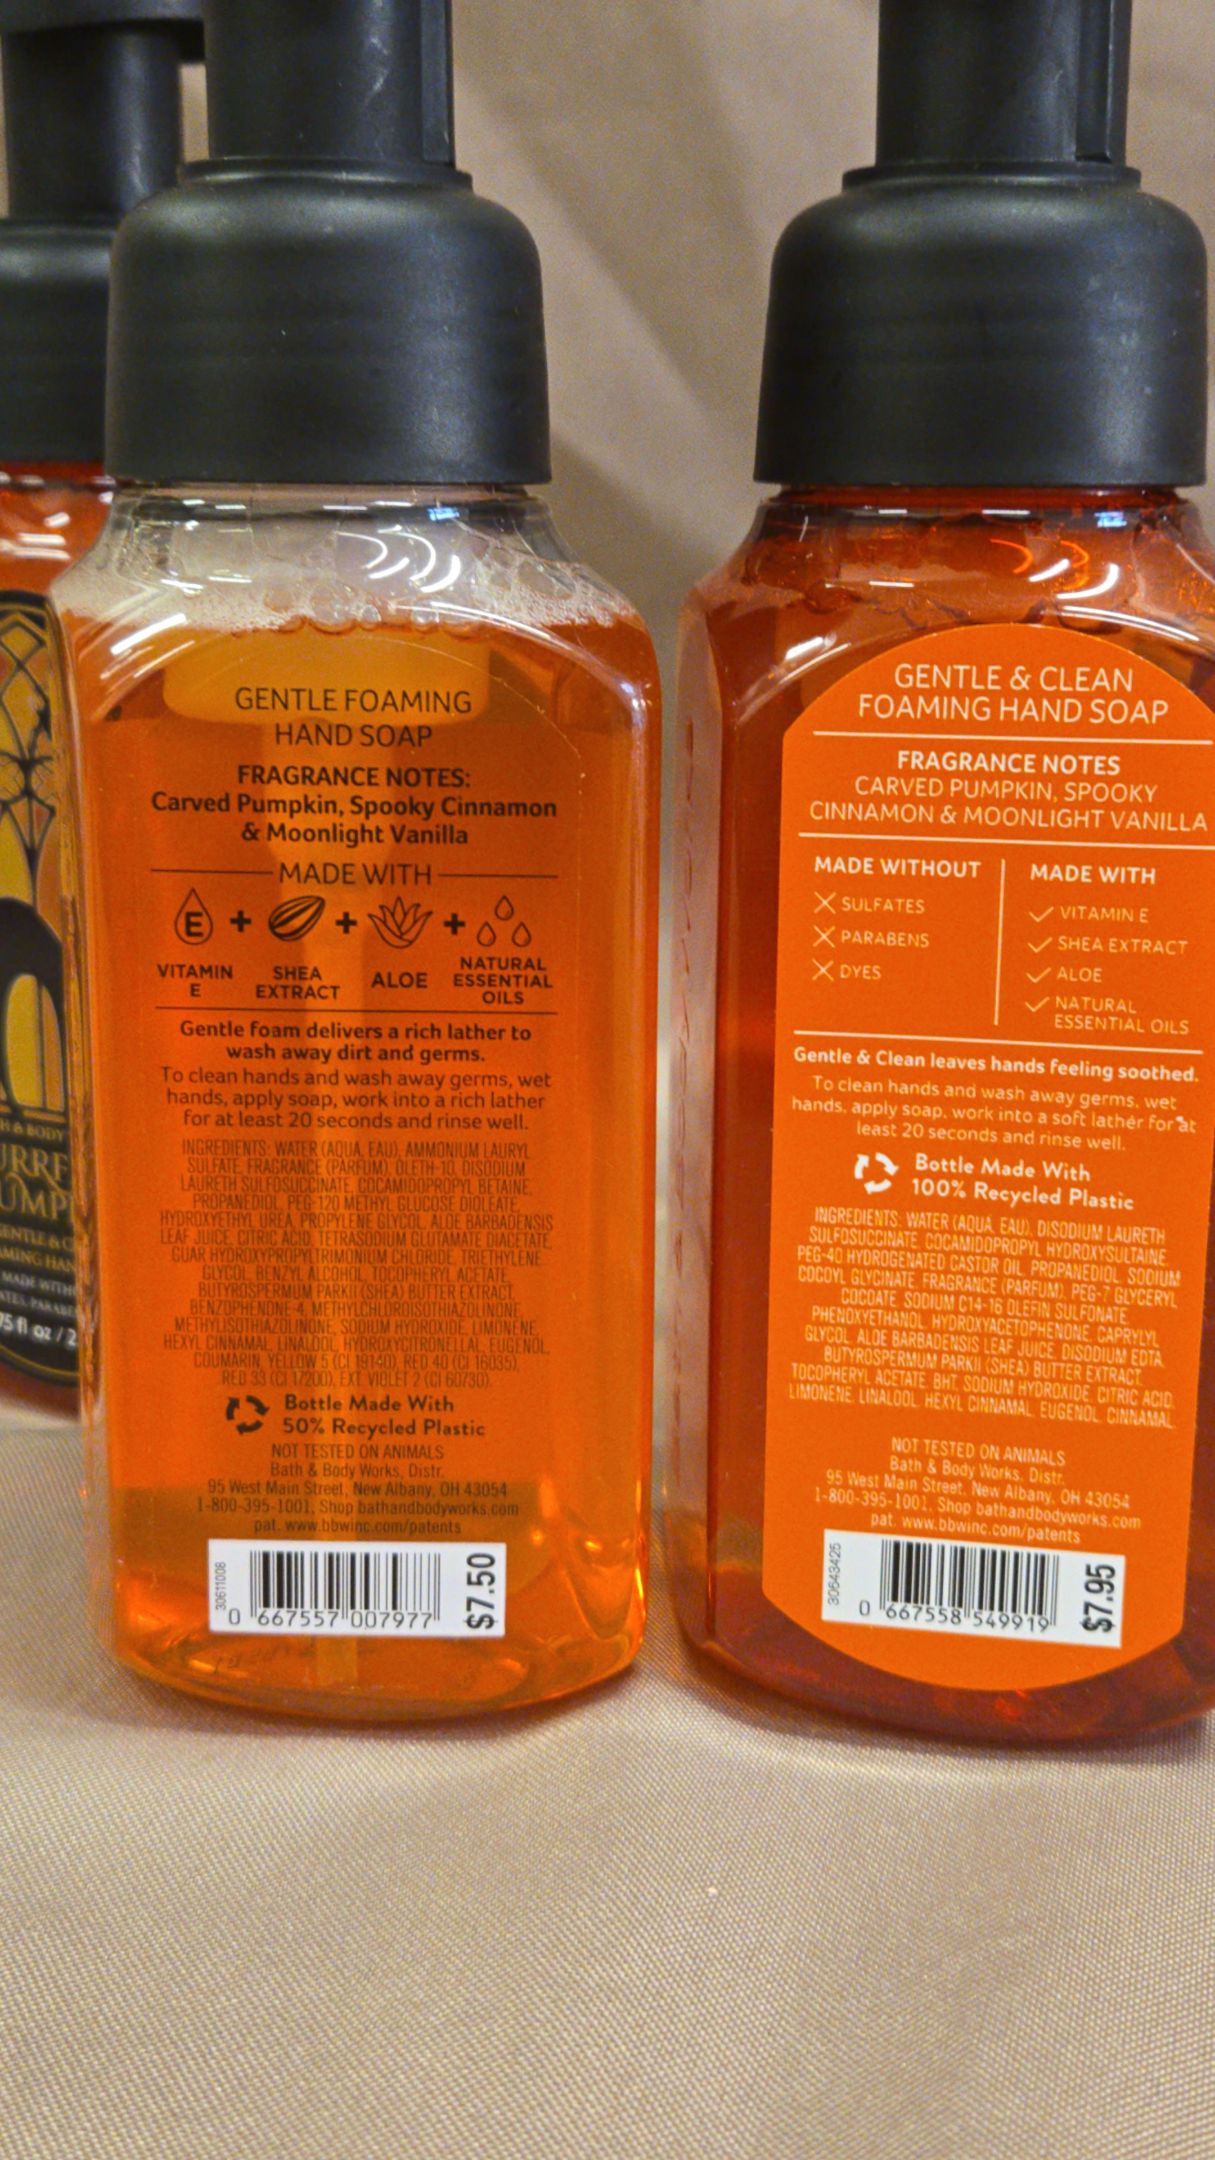 GENTLE FOAMING
HAND SOAP
FRAGRANCE NOTES:
Carved Pumpkin, Spooky Cinnamon
& Moonlight Vanilla
MADE WITH
E + + +
VITAMIN
E
SHEA
EXTRACT
ALOE
NATURAL
ESSENTIAL
OILS
Gentle foam delivers a rich lather to
wash away dirt and germs.
To clean hands and wash away germs, wet
hands, apply soap, work into a rich lather
for at least 20 seconds and rinse well.
INGREDIENTS: WATER (AQUA, EAU), AMMONIUM LAURYL
SULFATE, FRAGRANCE (PARFUM), OLETH-10, DISODIUM
LAURETH SULFOSUCCINATE, COCAMIDOPROPYL BETAINE,
PROPANEDIOL, PEG-120 METHYL GLUCOSE DIOLEATE,
HYDROXYETHYL UREA, PROPYLENE GLYCOL, ALOE BARBADENSIS
LEAF JUICE, CITRIC ACID, TETRASODIUM GLUTAMATE DIACETATE,
GUAR HYDROXYPROPYLTRIMONIUM CHLORIDE, TRIETHYLENE
GLYCOL, BENZYL ALCOHOL, TOCOPHERYL ACETATE,
BUTYROSPERMUM PARKII (SHEA) BUTTER EXTRACT,
BENZOPHENONE-4, METHYLCHLOROISOTHIAZOLINONE,
METHYLISOTHIAZOLINONE, SODIUM HYDROXIDE, LIMONENE,
HEXYL CINNAMAL, LINALOOL, HYDROXYCITRONELLAL, EUGENOL,
COUMARIN, YELLOW 5 (CI 19140), RED 40 (CI 16035),
RED 33 (CI 17200), EXT. VIOLET 2 (CI 60730).
Bottle Made With
50% Recycled Plastic
NOT TESTED ON ANIMALS
Bath & Body Works, Distr.
95 West Main Street, New Albany, OH 43054
1-800-395-1001, Shop bathandbodyworks.com
pat. www.bbwinc.com/patents
30611008
0 667557 007977
$7.50
GENTLE & CLEAN
FOAMING HAND SOAP
FRAGRANCE NOTES
CARVED PUMPKIN, SPOOKY
CINNAMON & MOONLIGHT VANILLA
MADE WITHOUT
SULFATES
PARABENS
DYES
MADE WITH
VITAMIN E
SHEA EXTRACT
ALOE
NATURAL
ESSENTIAL OILS
Gentle & Clean leaves hands feeling soothed.
To clean hands and wash away germs, wet
hands, apply soap, work into a soft lather for at
least 20 seconds and rinse well.
Bottle Made With
100% Recycled Plastic
INGREDIENTS: WATER (AQUA, EAU), DISODIUM LAURETH
SULFOSUCCINATE, COCAMIDOPROPYL HYDROXYSULTAINE,
PEG-40 HYDROGENATED CASTOR OIL, PROPANEDIOL, SODIUM
COCOYL GLYCINATE, FRAGRANCE (PARFUM), PEG-7 GLYCERYL
COCOATE, SODIUM C14-16 OLEFIN SULFONATE,
PHENOXYETHANOL, HYDROXYACETOPHENONE, CAPRYLYL
GLYCOL, ALOE BARBADENSIS LEAF JUICE, DISODIUM EDTA,
BUTYROSPERMUM PARKII (SHEA) BUTTER EXTRACT,
TOCOPHERYL ACETATE, BHT, SODIUM HYDROXIDE, CITRIC ACID,
LIMONENE, LINALOOL, HEXYL CINNAMAL, EUGENOL, CINNAMAL.
NOT TESTED ON ANIMALS
Bath & Body Works, Distr.
95 West Main Street, New Albany, OH 43054
1-800-395-1001, Shop bathandbodyworks.com
pat. www.bbwinc.com/patents
30643425
0 667558 549919
$7.95